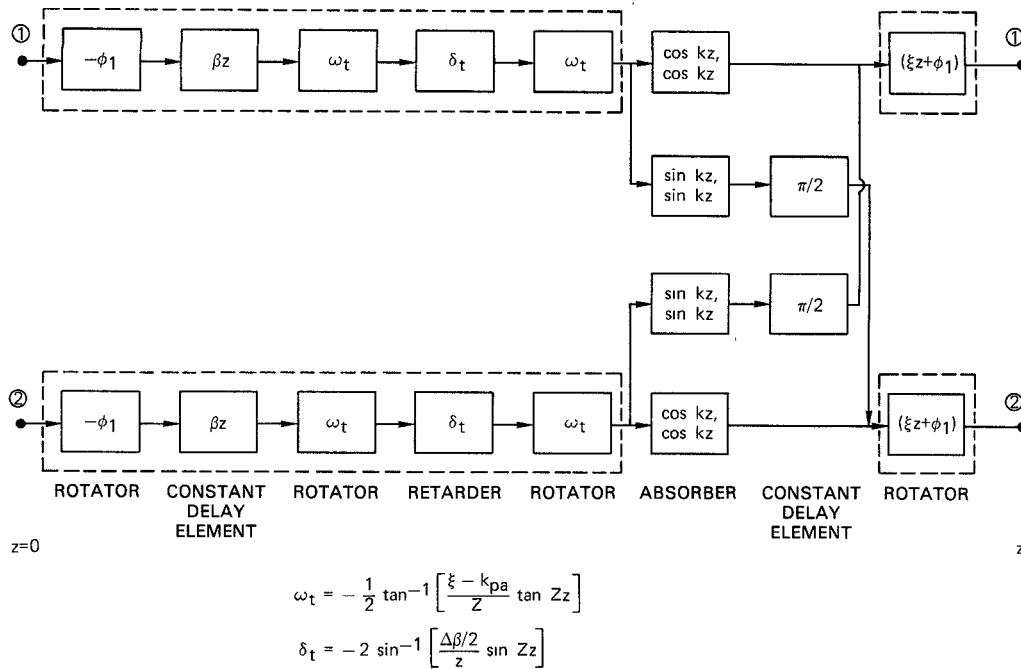 ① −ϕ1 βz ωt δt ωt cos kz, cos kz (ξz+ϕ1) ①
sin kz, sin kz π/2
sin kz, sin kz π/2
② −ϕ1 βz ωt δt ωt cos kz, cos kz (ξz+ϕ1) ②
ROTATOR CONSTANT DELAY ELEMENT ROTATOR RETARDER ROTATOR ABSORBER CONSTANT DELAY ELEMENT ROTATOR
z=0 z
ωt = − 1/2 tan−1 [ (ξ − kpa)/Z tan Zz ]
δt = − 2 sin−1 [ (Δβ/2)/z sin Zz ]